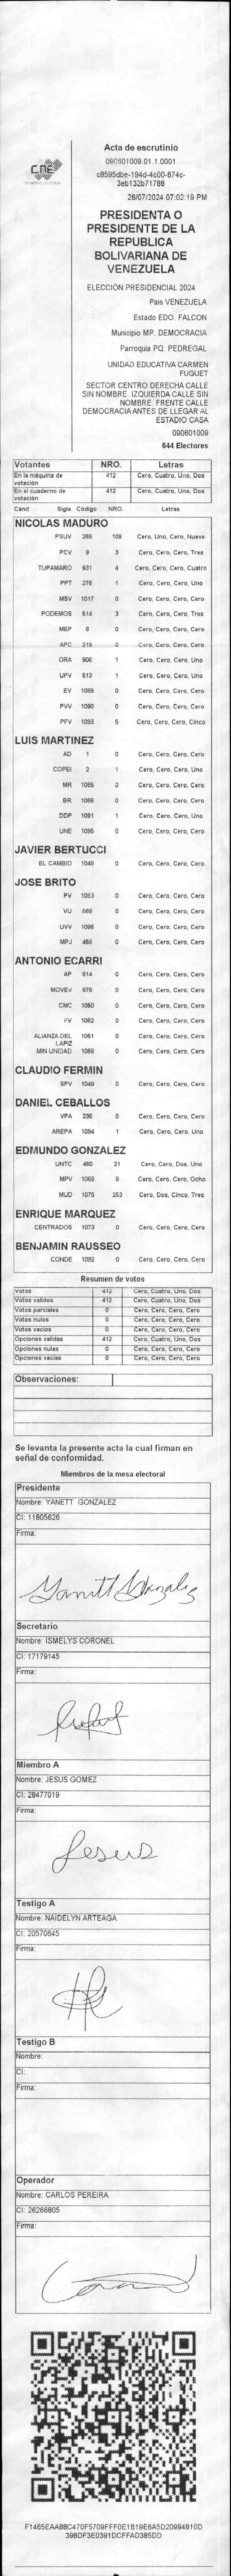 CNE
Acta de escrutinio
090601009.01.1.0001
c8595dbe-194d-4c00-874c-
3eb132b71788
28/07/2024 07:02:19 PM
PRESIDENTA O
PRESIDENTE DE LA
REPUBLICA
BOLIVARIANA DE
VENEZUELA
ELECCIÓN PRESIDENCIAL 2024
Pais VENEZUELA
Estado EDO. FALCON
Municipio MP. DEMOCRACIA
Parroquia PQ. PEDREGAL
UNIDAD EDUCATIVA CARMEN
FUGUET
SECTOR CENTRO DERECHA CALLE
SIN NOMBRE. IZQUIERDA CALLE SIN
NOMBRE. FRENTE CALLE
DEMOCRACIA ANTES DE LLEGAR AL
ESTADIO CASA
090601009
644 Electores
Votantes NRO. Letras
En la máquina de votación 412 Cero, Cuatro, Uno, Dos
En el cuaderno de votación 412 Cero, Cuatro, Uno, Dos
Cand Sigla Código NRO. Letras
NICOLAS MADURO
PSUV 269 109 Cero, Uno, Cero, Nueve
PCV 9 3 Cero, Cero, Cero, Tres
TUPAMARO 931 4 Cero, Cero, Cero, Cuatro
PPT 276 1 Cero, Cero, Cero, Uno
MSV 1017 0 Cero, Cero, Cero, Cero
PODEMOS 514 3 Cero, Cero, Cero, Tres
MEP 6 0 Cero, Cero, Cero, Cero
APC 219 0 Cero, Cero, Cero, Cero
ORA 906 1 Cero, Cero, Cero, Uno
UPV 513 1 Cero, Cero, Cero, Uno
EV 1089 0 Cero, Cero, Cero, Cero
PVV 1090 0 Cero, Cero, Cero, Cero
PFV 1093 5 Cero, Cero, Cero, Cinco
LUIS MARTINEZ
AD 1 0 Cero, Cero, Cero, Cero
COPEI 2 1 Cero, Cero, Cero, Uno
MR 1065 0 Cero, Cero, Cero, Cero
BR 1066 0 Cero, Cero, Cero, Cero
DDP 1091 1 Cero, Cero, Cero, Uno
UNE 1095 0 Cero, Cero, Cero, Cero
JAVIER BERTUCCI
EL CAMBIO 1048 0 Cero, Cero, Cero, Cero
JOSE BRITO
PV 1053 0 Cero, Cero, Cero, Cero
VU 868 0 Cero, Cero, Cero, Cero
UVV 1096 0 Cero, Cero, Cero, Cero
MPJ 458 0 Cero, Cero, Cero, Cero
ANTONIO ECARRI
AP 814 0 Cero, Cero, Cero, Cero
MOVEV 879 0 Cero, Cero, Cero, Cero
CMC 1050 0 Cero, Cero, Cero, Cero
FV 1062 0 Cero, Cero, Cero, Cero
ALIANZA DEL LAPIZ 1051 0 Cero, Cero, Cero, Cero
MIN UNIDAD 1069 0 Cero, Cero, Cero, Cero
CLAUDIO FERMIN
SPV 1049 0 Cero, Cero, Cero, Cero
DANIEL CEBALLOS
VPA 236 0 Cero, Cero, Cero, Cero
AREPA 1094 1 Cero, Cero, Cero, Uno
EDMUNDO GONZALEZ
UNTC 460 21 Cero, Cero, Dos, Uno
MPV 1068 8 Cero, Cero, Cero, Ocho
MUD 1075 253 Cero, Dos, Cinco, Tres
ENRIQUE MARQUEZ
CENTRADOS 1073 0 Cero, Cero, Cero, Cero
BENJAMIN RAUSSEO
CONDE 1092 0 Cero, Cero, Cero, Cero
Resumen de votos
Votos 412 Cero, Cuatro, Uno, Dos
Votos validos 412 Cero, Cuatro, Uno, Dos
Votos parciales 0 Cero, Cero, Cero, Cero
Votos nulos 0 Cero, Cero, Cero, Cero
Votos vacios 0 Cero, Cero, Cero, Cero
Opciones validas 412 Cero, Cuatro, Uno, Dos
Opciones nulas 0 Cero, Cero, Cero, Cero
Opciones vacias 0 Cero, Cero, Cero, Cero
Observaciones:
Se levanta la presente acta la cual firman en
señal de conformidad.
Miembros de la mesa electoral
Presidente
Nombre: YANETT GONZALEZ
CI: 11805626
Firma:
Yanett Gonzalez
Secretario
Nombre: ISMELYS CORONEL
CI: 17179145
Firma:
Miembro A
Nombre: JESUS GOMEZ
CI: 28477019
Firma:
Jesus
Testigo A
Nombre: NAIDELYN ARTEAGA
CI: 20570645
Firma:
Testigo B
Nombre:
CI:
Firma:
Operador
Nombre: CARLOS PEREIRA
CI: 26266805
Firma:
F1465EAABBC470F5709FFF0E1B19E6A5D20994810D
398DF3E0391DCFFAD385DD